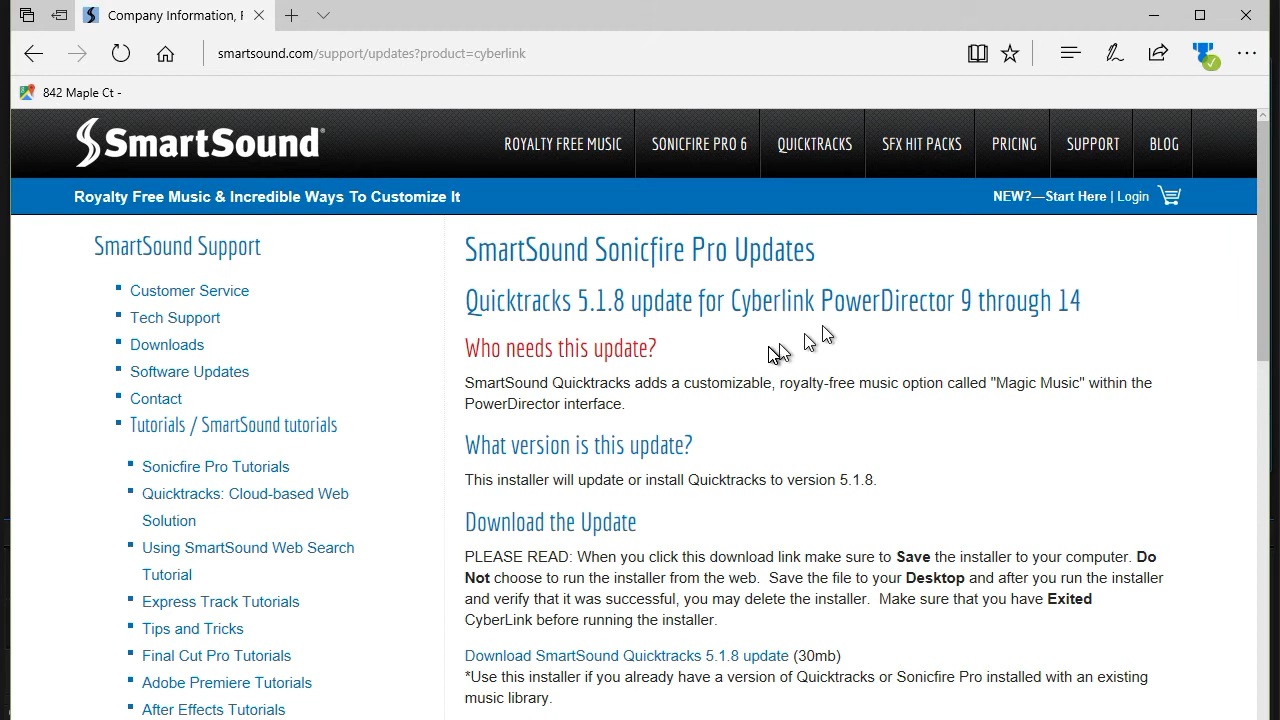 Company Information, F
smartsound.com/support/updates?product=cyberlink
842 Maple Ct -
SmartSound
ROYALTY FREE MUSIC
SONICFIRE PRO 6
QUICKTRACKS
SFX HIT PACKS
PRICING
SUPPORT
BLOG
Royalty Free Music & Incredible Ways To Customize It
NEW?—Start Here | Login
SmartSound Support
Customer Service
Tech Support
Downloads
Software Updates
Contact
Tutorials / SmartSound tutorials
Sonicfire Pro Tutorials
Quicktracks: Cloud-based Web
Solution
Using SmartSound Web Search
Tutorial
Express Track Tutorials
Tips and Tricks
Final Cut Pro Tutorials
Adobe Premiere Tutorials
After Effects Tutorials
SmartSound Sonicfire Pro Updates
Quicktracks 5.1.8 update for Cyberlink PowerDirector 9 through 14
Who needs this update?
SmartSound Quicktracks adds a customizable, royalty-free music option called "Magic Music" within the
PowerDirector interface.
What version is this update?
This installer will update or install Quicktracks to version 5.1.8.
Download the Update
PLEASE READ: When you click this download link make sure to Save the installer to your computer. Do
Not choose to run the installer from the web.  Save the file to your Desktop and after you run the installer
and verify that it was successful, you may delete the installer.  Make sure that you have Exited
CyberLink before running the installer.
Download SmartSound Quicktracks 5.1.8 update (30mb)
*Use this installer if you already have a version of Quicktracks or Sonicfire Pro installed with an existing
music library.